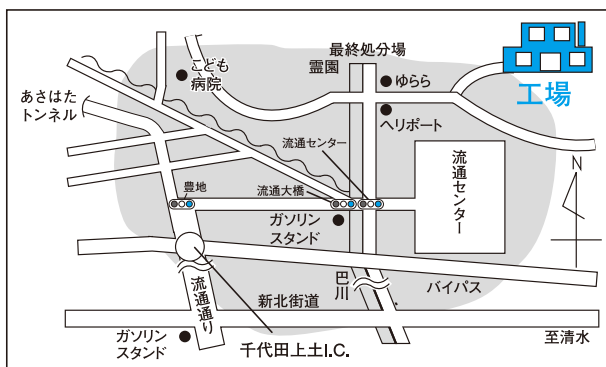 最終処分場
霊園
こども
病院
ゆらら
工場
あさはた
トンネル
ヘリポート
流通センター
流通センター
N
豊地
流通大橋
ガソリン
スタンド
巴川
バイパス
流通通り
新北街道
ガソリン
スタンド
千代田上土I.C.
至清水